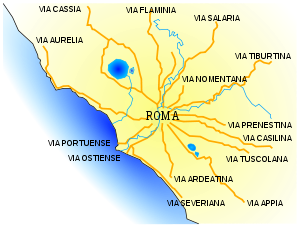 VIA CASSIA
VIA FLAMINIA
VIA SALARIA
VIA AURELIA
VIA TIBURTINA
VIA NOMENTANA
ROMA
VIA PRENESTINA
VIA CASILINA
VIA PORTUENSE
VIA OSTIENSE
VIA TUSCOLANA
VIA ARDEATINA
VIA SEVERIANA
VIA APPIA